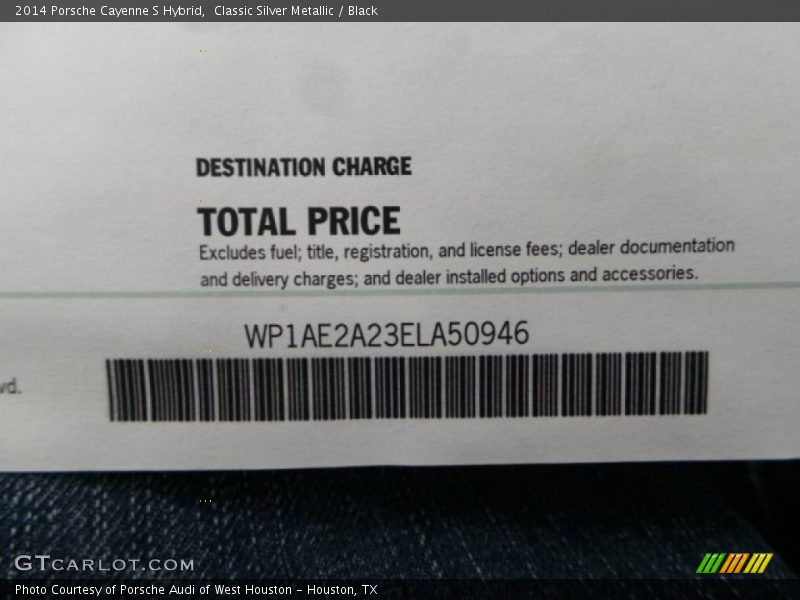 2014 Porsche Cayenne S Hybrid,  Classic Silver Metallic / Black
DESTINATION CHARGE
TOTAL PRICE
Excludes fuel; title, registration, and license fees; dealer documentation
and delivery charges; and dealer installed options and accessories.
WP1AE2A23ELA50946
vd.
GTCARLOT.COM
Photo Courtesy of Porsche Audi of West Houston - Houston, TX